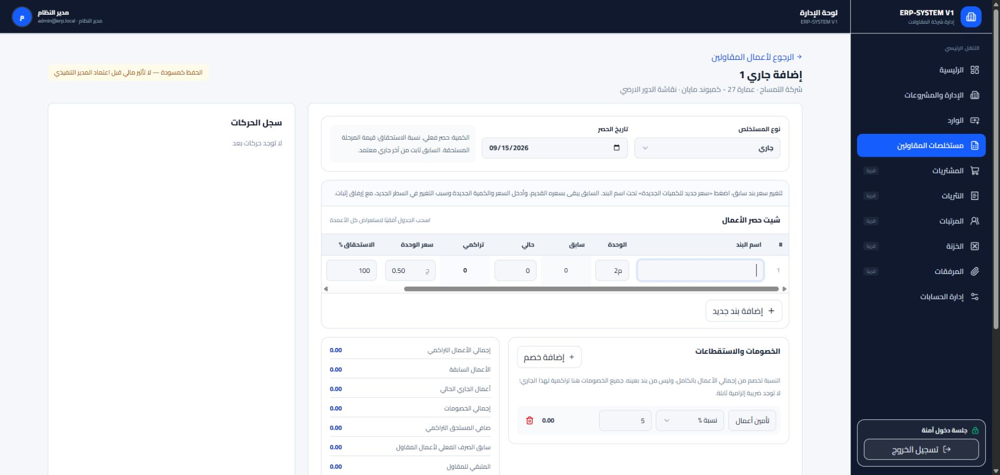 ERP-SYSTEM V1
إدارة شركة المقاولات
لوحة الإدارة
ERP-SYSTEM V1
مدير النظام
مدير النظام · admin@erp.local
م
التنقل الرئيسي
الرئيسية
الإدارة والمشروعات
الوارد
مستخلصات المقاولين
المشتريات
قريبًا
النثريات
قريبًا
المرتبات
قريبًا
الخزنة
قريبًا
المرفقات
قريبًا
إدارة الحسابات
جلسة دخول آمنة
تسجيل الخروج
الرجوع لأعمال المقاولين
إضافة جاري 1
شركة التمساح · عمارة 27 - كمبوند مايان · نقاشة الدور الارضي
الحفظ كمسودة — لا تأثير مالي قبل اعتماد المدير التنفيذي
نوع المستخلص
جاري
تاريخ الحصر
09/15/2026
الكمية: حصر فعلي. نسبة الاستحقاق: قيمة المرحلة
المستحقة. السابق ثابت من آخر جاري معتمد.
لتغيير سعر بند سابق، اضغط «سعر جديد للكميات الجديدة» تحت اسم البند. السابق يبقى بسعره القديم، وأدخل السعر والكمية الجديدة وسبب التغيير في السطر الجديد، مع إرفاق إثبات.
شيت حصر الأعمال
اسحب الجدول أفقيًا لاستعراض كل الأعمدة
# اسم البند الوحدة سابق حالي تراكمي سعر الوحدة الاستحقاق %
1 م2 0 0 0 ج 0.50 100
+ إضافة بند جديد
الخصومات والاستقطاعات
+ إضافة خصم
النسبة تخصم من إجمالي الأعمال بالكامل، وليس من بند بعينه. جميع الخصومات هنا تراكمية لهذا الجاري؛
لا توجد ضريبة إلزامية ثابتة.
تأمين أعمال نسبة % 5 0.00
إجمالي الأعمال التراكمي 0.00
الأعمال السابقة 0.00
أعمال الجاري الحالي 0.00
إجمالي الخصومات 0.00
صافي المستحق التراكمي 0.00
سابق الصرف الفعلي لأعمال المقاول 0.00
المتبقي للمقاول 0.00
سجل الحركات
لا توجد حركات بعد